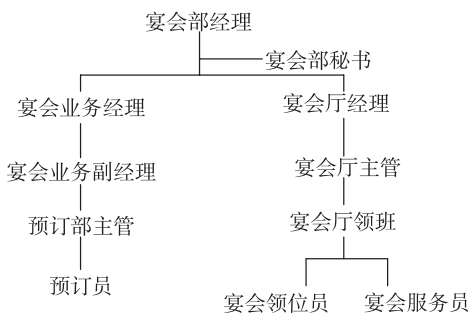 宴会部经理
宴会部秘书
宴会业务经理
宴会厅经理
宴会业务副经理
宴会厅主管
预订部主管
宴会厅领班
预订员
宴会领位员
宴会服务员